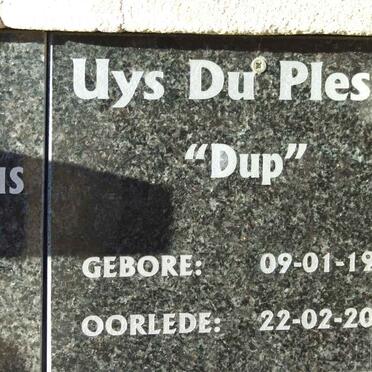 Uys Du Ples
“Dup”
GEBORE: 09-01-19
OORLEDE: 22-02-20